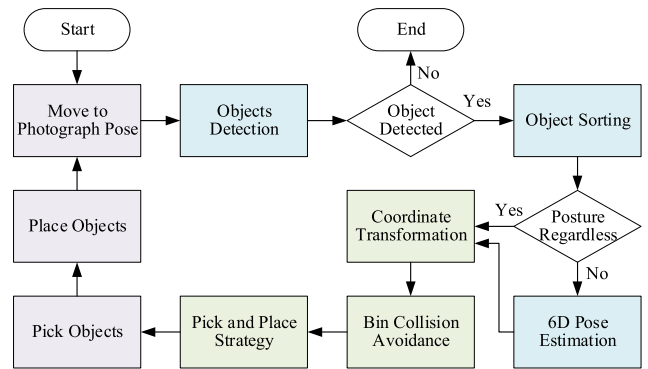 Start
End
No
Move to
Photograph Pose
Objects
Detection
Object
Detected
Yes
Object Sorting
Place Objects
Coordinate
Transformation
Yes
Posture
Regardless
No
Pick Objects
Pick and Place
Strategy
Bin Collision
Avoidance
6D Pose
Estimation